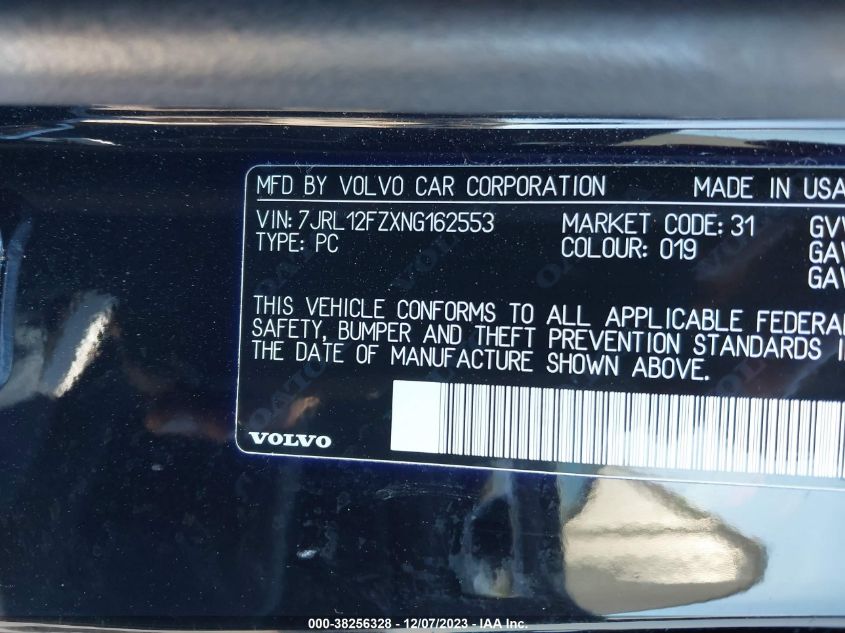 MFD BY VOLVO CAR CORPORATION MADE IN USA
VIN: 7JRL12FZXNG162553 MARKET CODE: 31
TYPE: PC COLOUR: 019
THIS VEHICLE CONFORMS TO ALL APPLICABLE FEDERAL
SAFETY, BUMPER AND THEFT PREVENTION STANDARDS
THE DATE OF MANUFACTURE SHOWN ABOVE.
VOLVO
000-38256328 - 12/07/2023 - IAA Inc.